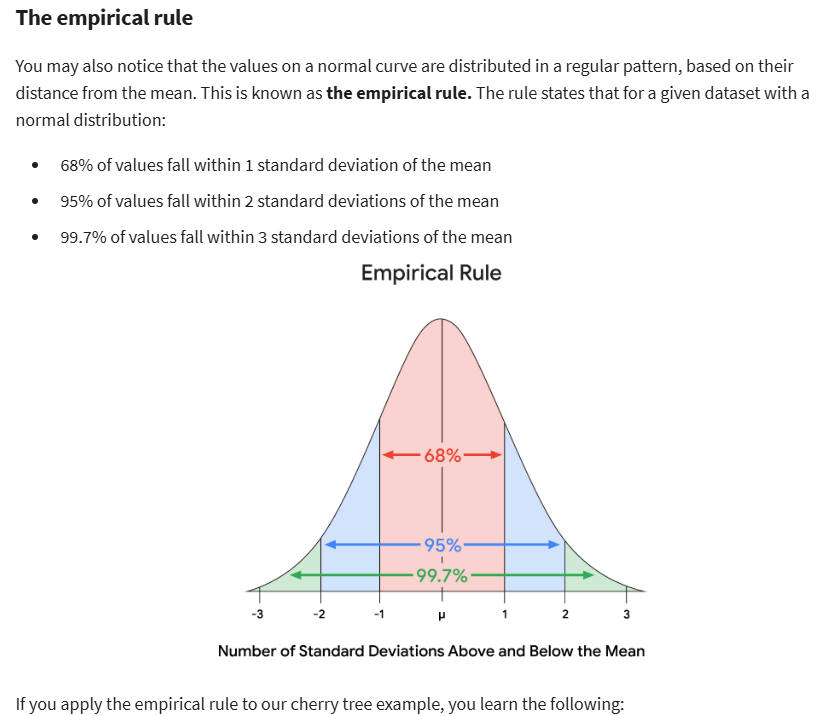 The empirical rule
You may also notice that the values on a normal curve are distributed in a regular pattern, based on their
distance from the mean. This is known as the empirical rule. The rule states that for a given dataset with a
normal distribution:
• 68% of values fall within 1 standard deviation of the mean
• 95% of values fall within 2 standard deviations of the mean
• 99.7% of values fall within 3 standard deviations of the mean
Empirical Rule
68%
95%
99.7%
-3 -2 -1 μ 1 2 3
Number of Standard Deviations Above and Below the Mean
If you apply the empirical rule to our cherry tree example, you learn the following: